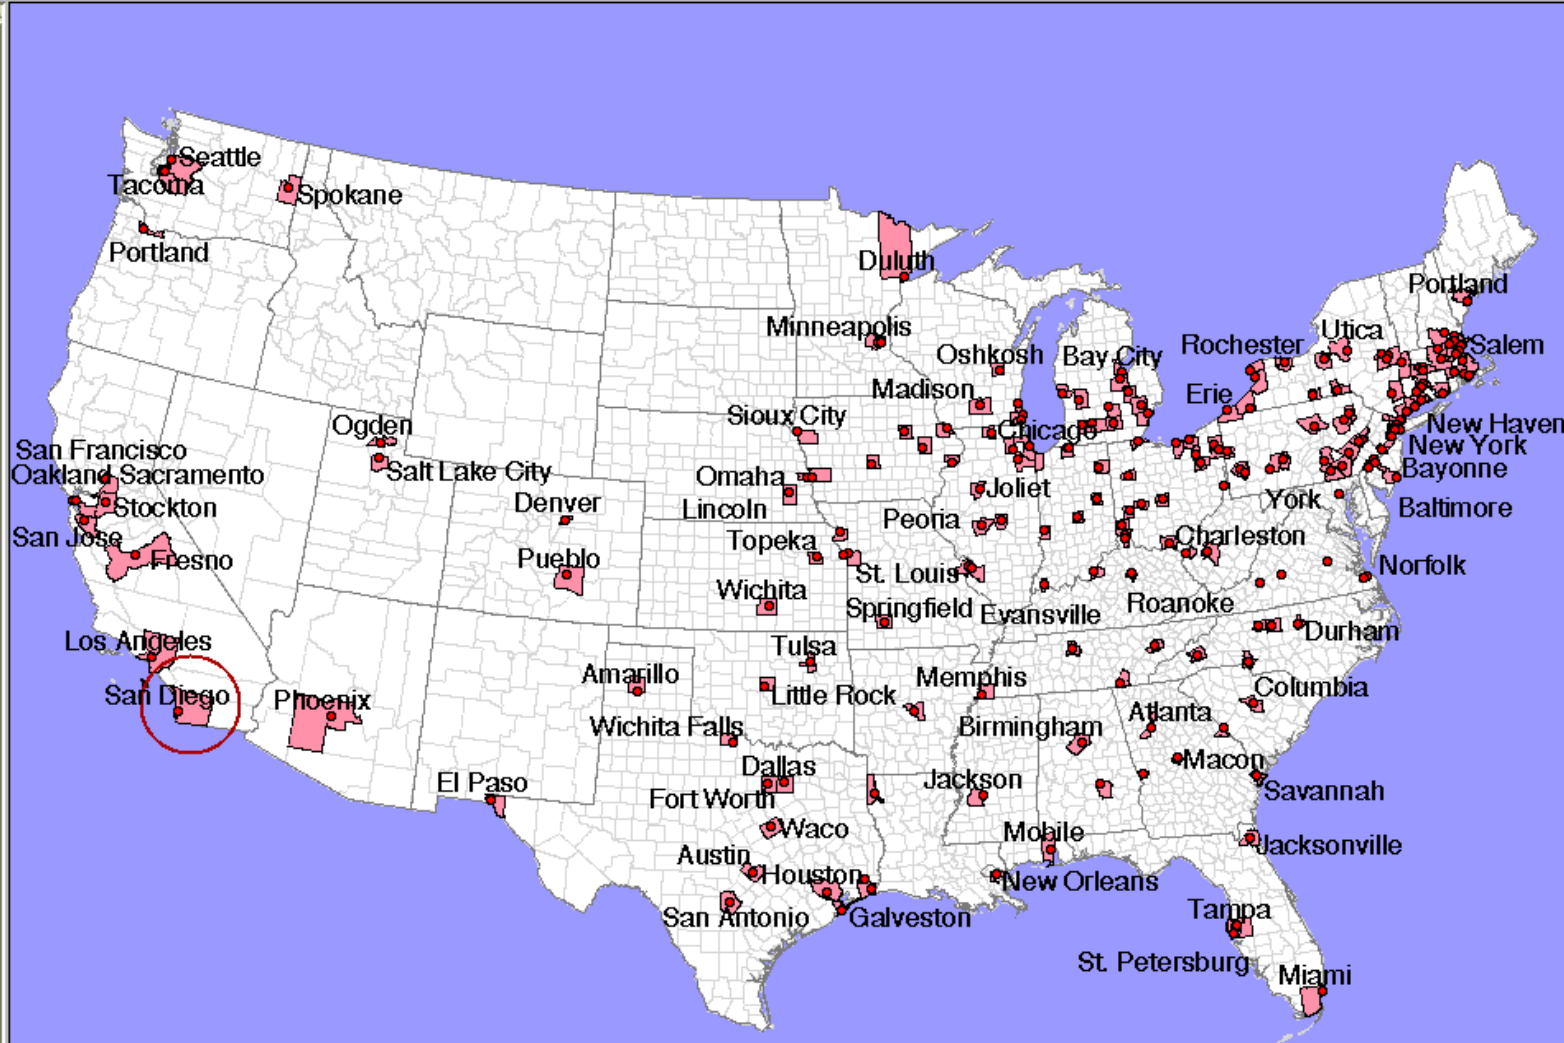 Seattle
Tacoma
Spokane
Portland
Duluth
Portland
Minneapolis
Utica
Oshkosh
Bay City
Rochester
Salem
Madison
Erie
Sioux City
Ogden
New Haven
Chicago
San Francisco
New York
Oakland
Sacramento
Salt Lake City
Omaha
Bayonne
Joliet
Stockton
Denver
Lincoln
York
Baltimore
Peoria
San Jose
Topeka
Charleston
Fresno
Pueblo
St. Louis
Norfolk
Wichita
Springfield
Evansville
Roanoke
Los Angeles
Tulsa
Durham
Amarillo
Memphis
San Diego
Phoenix
Little Rock
Columbia
Wichita Falls
Birmingham
Atlanta
Dallas
Macon
El Paso
Jackson
Fort Worth
Savannah
Waco
Mobile
Jacksonville
Austin
Houston
New Orleans
San Antonio
Galveston
Tampa
St. Petersburg
Miami